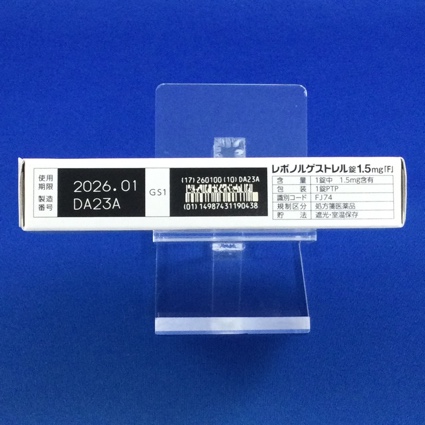 使用
期限
2026.01
製造
番号
DA23A
GS1
(17)260100(10)DA23A
(01)14987431190438
レボノルゲストレル錠1.5mg「F」
含量 1錠中 1.5mg含有
包装 1錠PTP
識別コード FJ74
規制区分 処方箋医薬品
貯法 遮光・室温保存